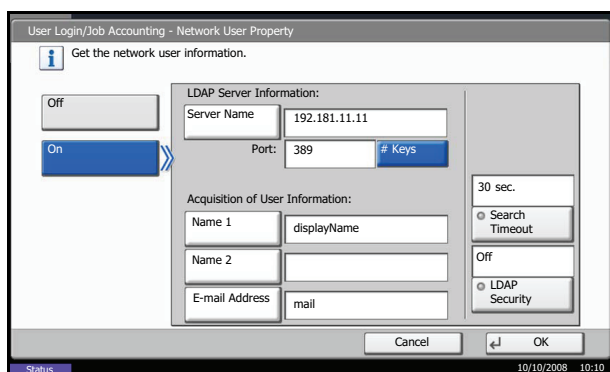 User Login/Job Accounting - Network User Property
Get the network user information.
Off
On
LDAP Server Information:
Server Name
192.181.11.11
Port:
389
# Keys
Acquisition of User Information:
Name 1
displayName
Name 2
E-mail Address
mail
30 sec.
Search
Timeout
Off
LDAP
Security
Cancel
OK
Status
10/10/2008 10:10